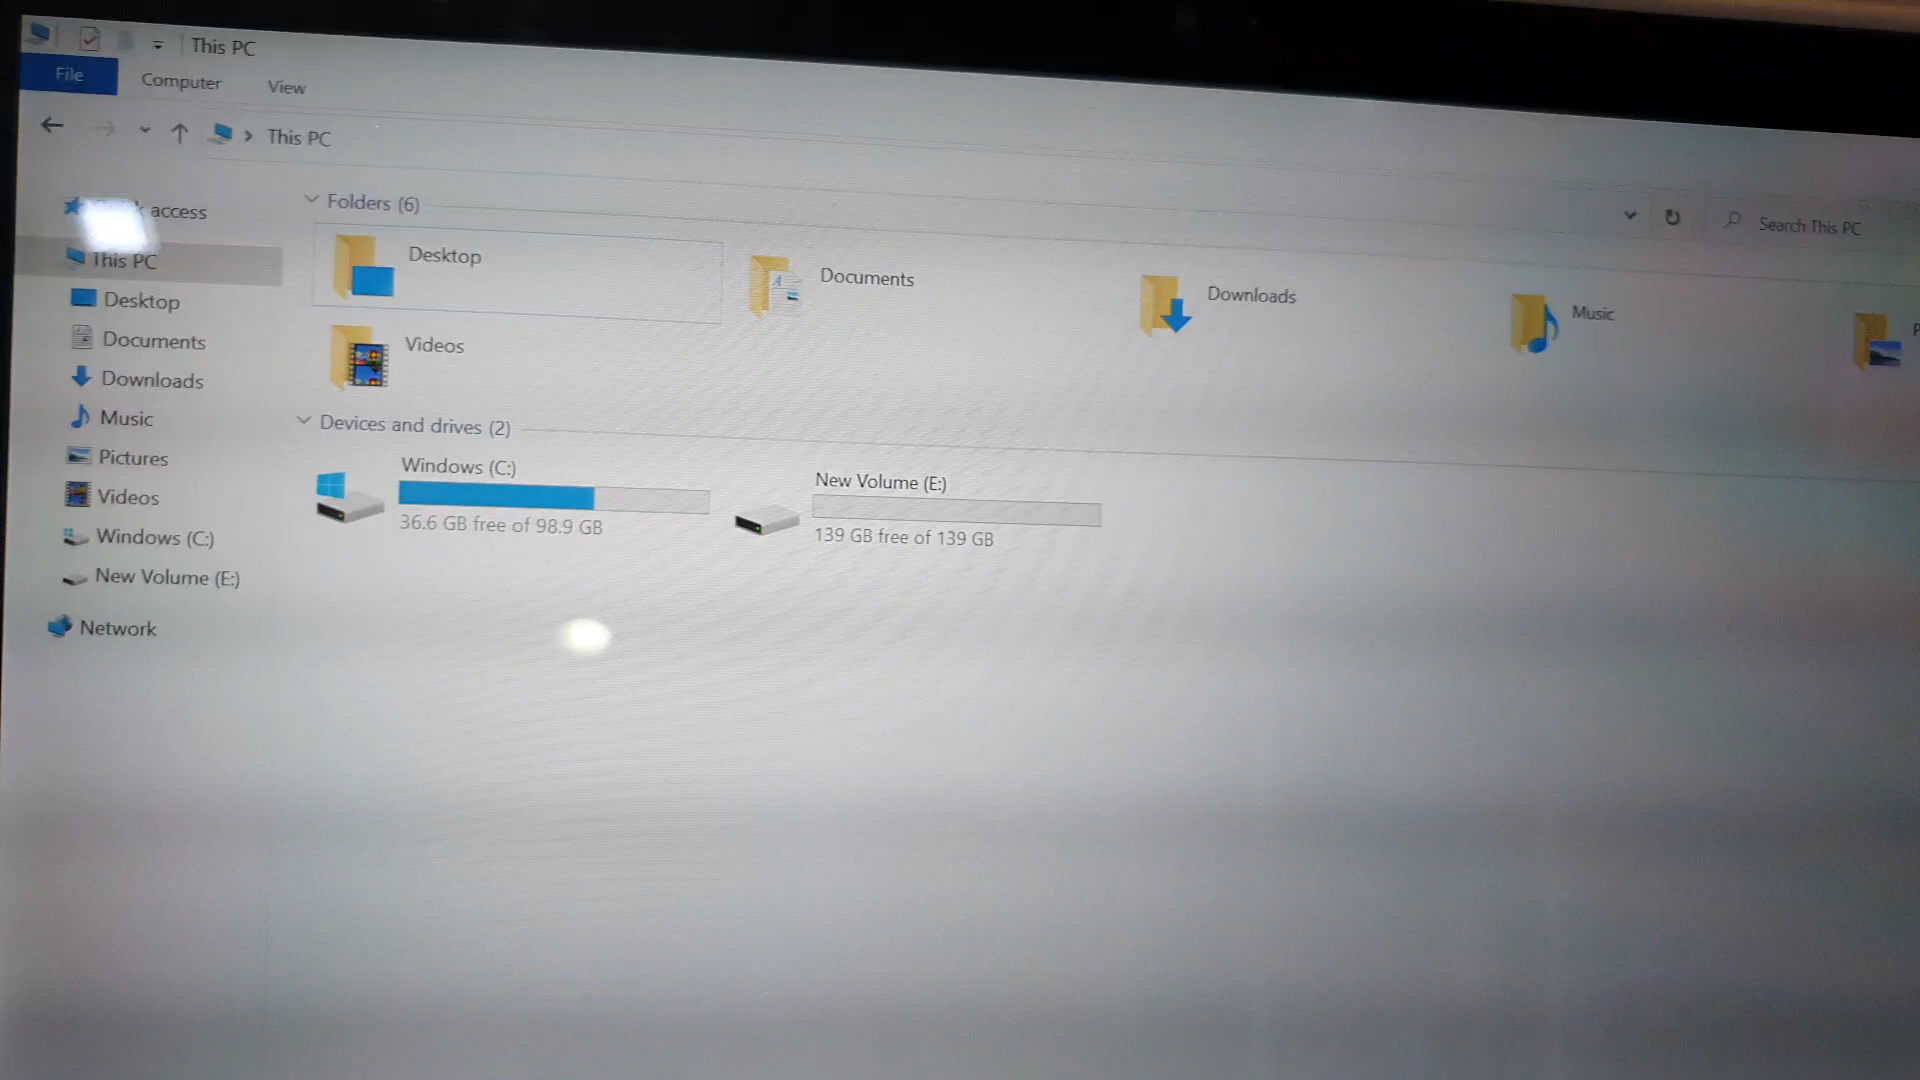 This PC
File Computer View
This PC
Search This PC
access
This PC
Desktop
Documents
Downloads
Music
Pictures
Videos
Windows (C:)
New Volume (E:)
Network
Folders (6)
Desktop
Documents
Downloads
Music
Videos
Devices and drives (2)
Windows (C:)
36.6 GB free of 98.9 GB
New Volume (E:)
139 GB free of 139 GB